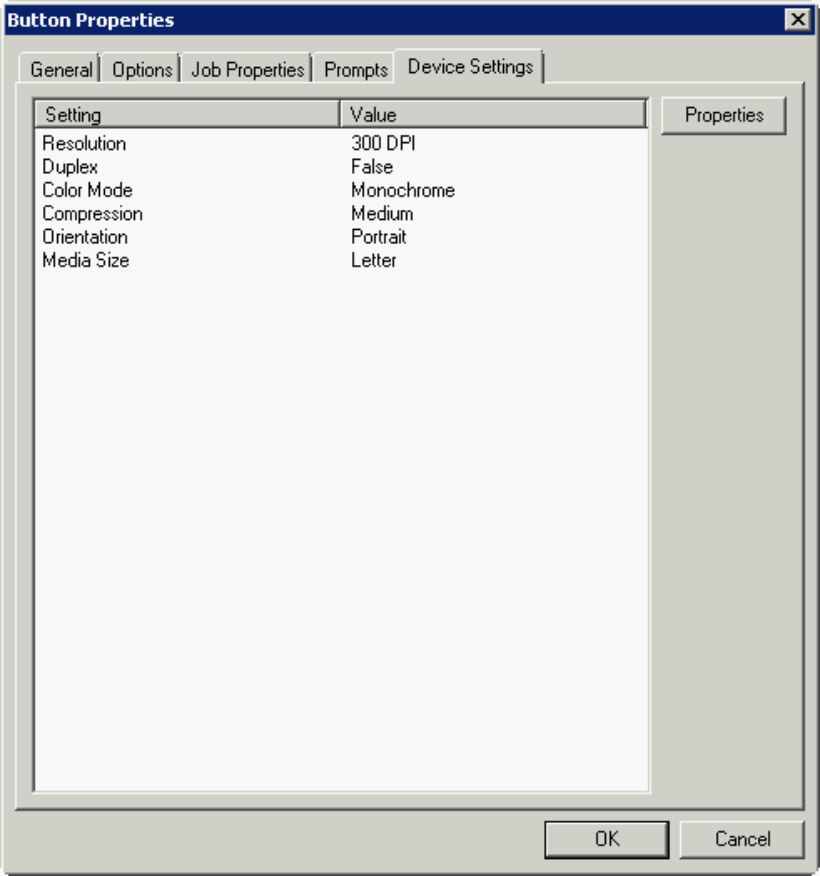 Button Properties
General Options Job Properties Prompts Device Settings
Setting Value Properties
Resolution 300 DPI
Duplex False
Color Mode Monochrome
Compression Medium
Orientation Portrait
Media Size Letter
OK Cancel